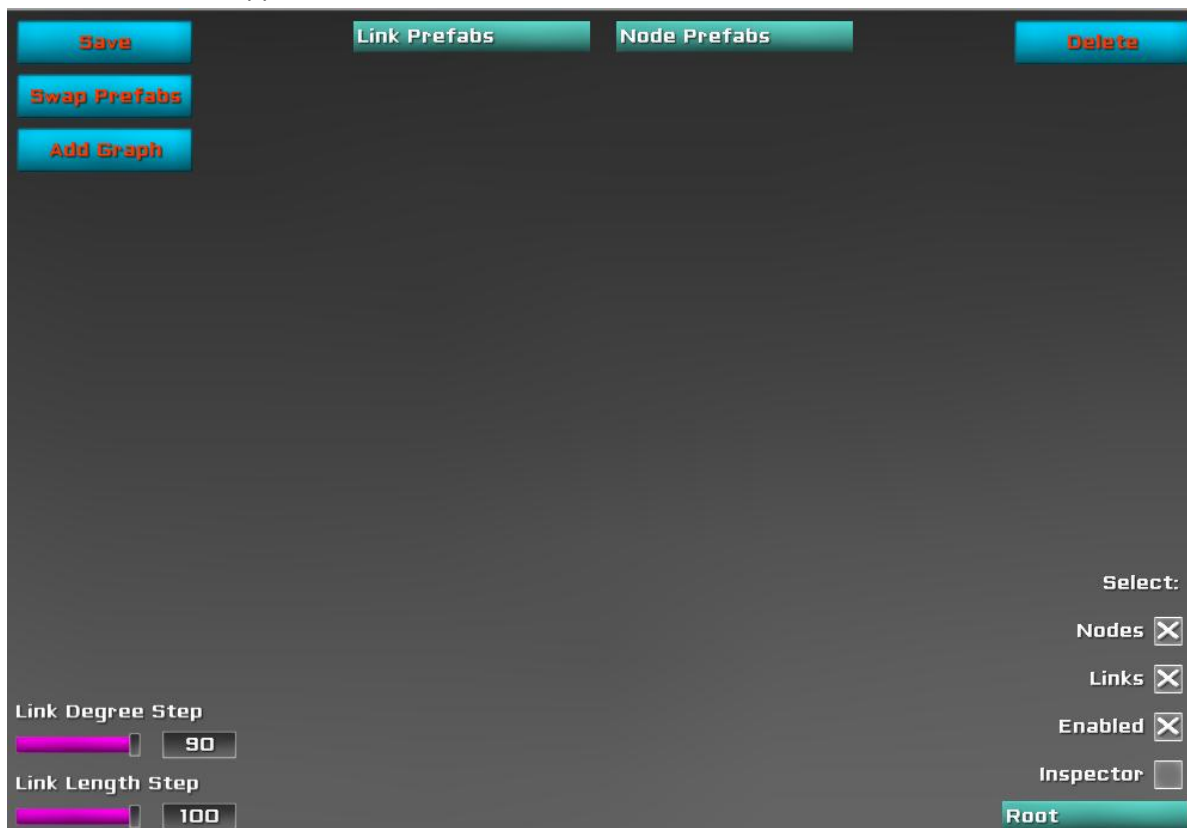 Save
Link Prefabs
Node Prefabs
Delete
Swap Prefabs
Add Graph
Select:
Nodes
Links
Enabled
Inspector
Root
Link Degree Step
90
Link Length Step
100